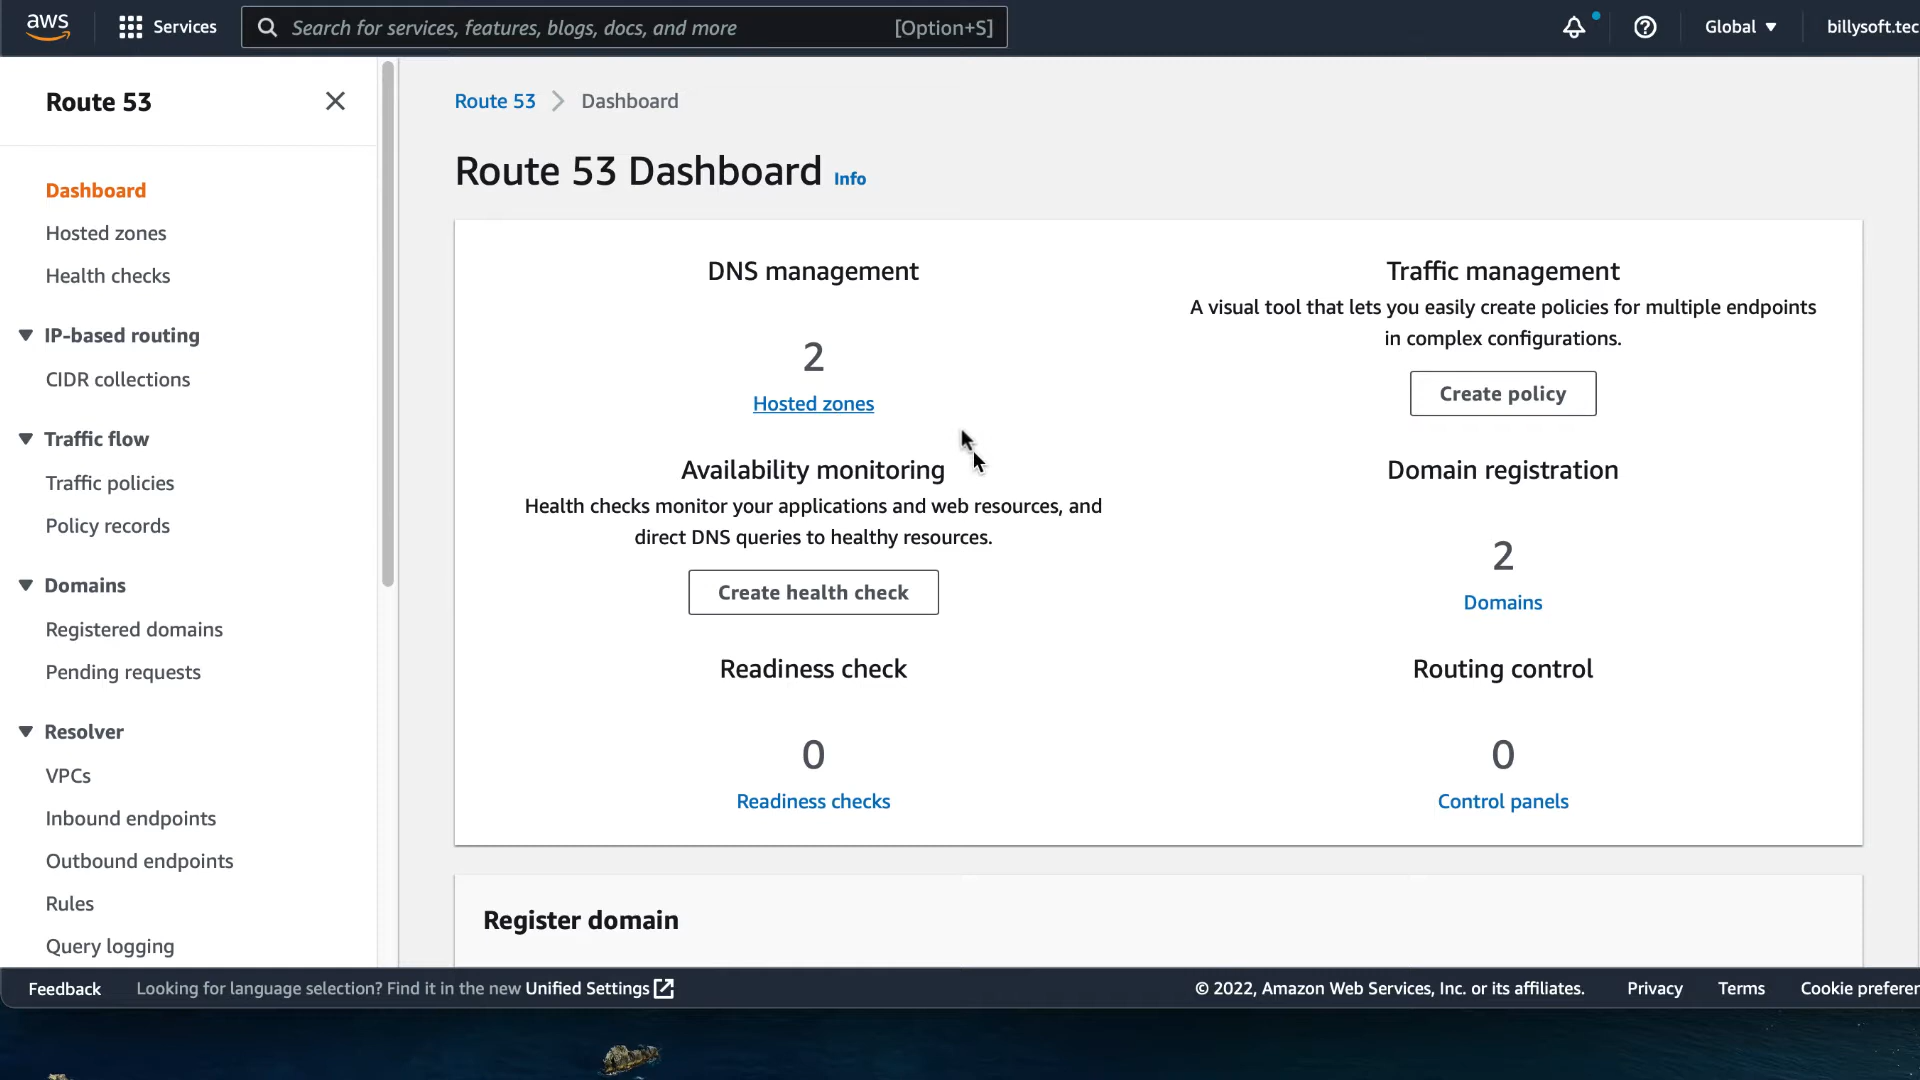 aws
Services
Search for services, features, blogs, docs, and more [Option+S]
Global
billysoft.tec
Route 53
Dashboard
Hosted zones
Health checks
IP-based routing
CIDR collections
Traffic flow
Traffic policies
Policy records
Domains
Registered domains
Pending requests
Resolver
VPCs
Inbound endpoints
Outbound endpoints
Rules
Query logging
Route 53 Dashboard
Route 53 Dashboard Info
DNS management
2
Hosted zones
Traffic management
A visual tool that lets you easily create policies for multiple endpoints
in complex configurations.
Create policy
Availability monitoring
Health checks monitor your applications and web resources, and
direct DNS queries to healthy resources.
Create health check
Domain registration
2
Domains
Readiness check
0
Readiness checks
Routing control
0
Control panels
Register domain
Feedback
Looking for language selection? Find it in the new Unified Settings
© 2022, Amazon Web Services, Inc. or its affiliates.
Privacy
Terms
Cookie preferen